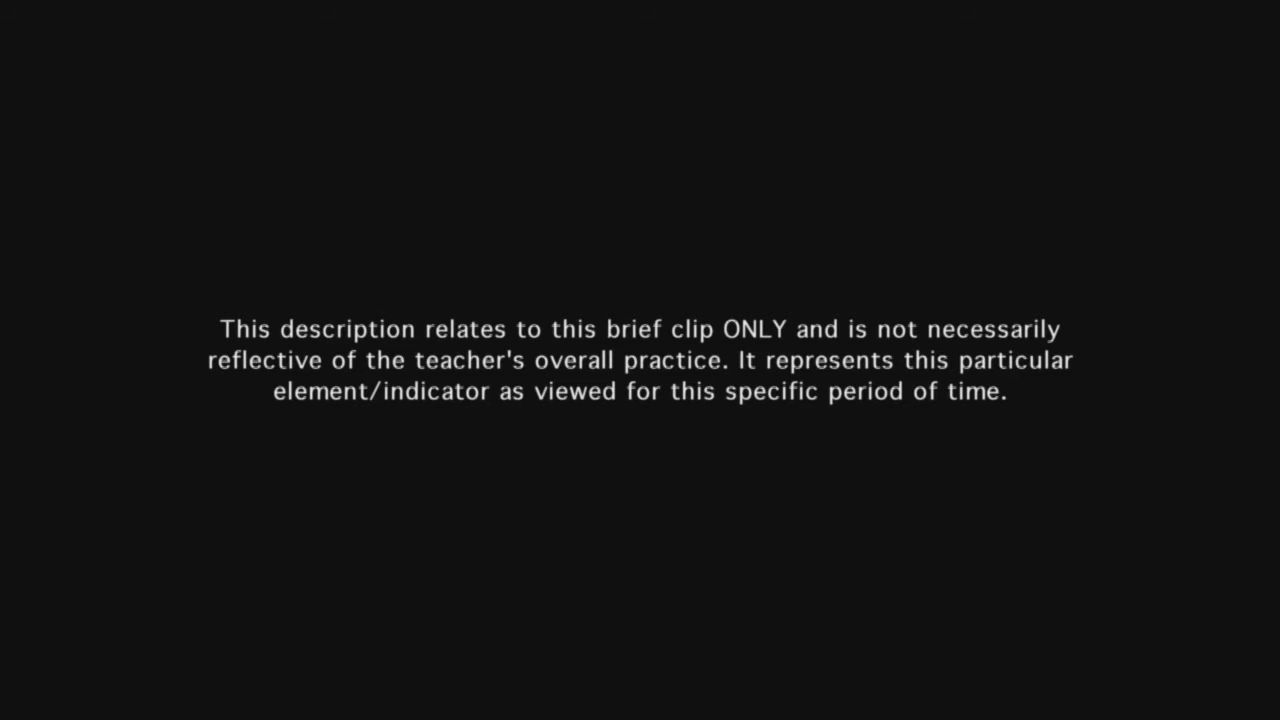 This description relates to this brief clip ONLY and is not necessarily
reflective of the teacher's overall practice. It represents this particular
element/indicator as viewed for this specific period of time.